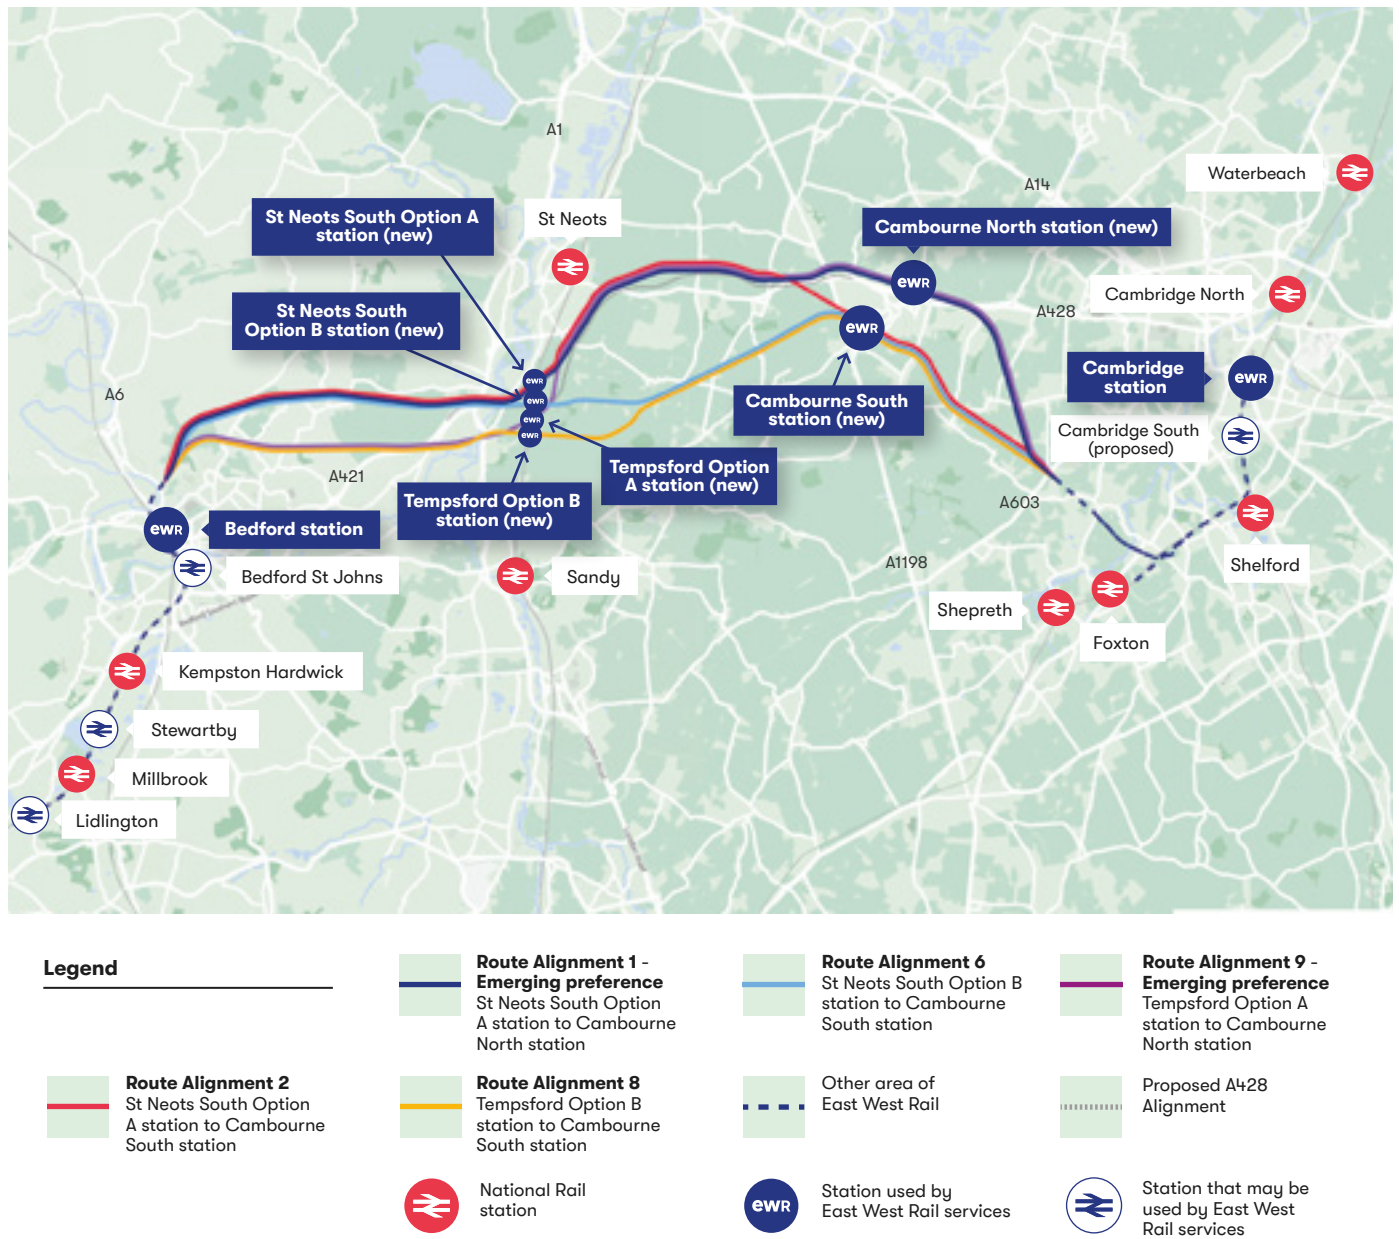 A1
A14
Waterbeach
St Neots South Option A
station (new)
St Neots
Cambourne North station (new)
Cambridge North
St Neots South
Option B station (new)
A428
ewR
ewR
Cambridge
station
ewR
ewR
ewR
ewR
ewR
A6
Cambourne South
station (new)
Cambridge South
(proposed)
A421
Tempsford Option
A station (new)
Tempsford Option B
station (new)
A603
ewR
Bedford station
Bedford St Johns
Sandy
A1198
Shelford
Shepreth
Foxton
Kempston Hardwick
Stewartby
Millbrook
Lidlington
Legend
Route Alignment 1 -
Emerging preference
St Neots South Option
A station to Cambourne
North station
Route Alignment 6
St Neots South Option B
station to Cambourne
South station
Route Alignment 9 -
Emerging preference
Tempsford Option A
station to Cambourne
North station
Route Alignment 2
St Neots South Option
A station to Cambourne
South station
Route Alignment 8
Tempsford Option B
station to Cambourne
South station
Other area of
East West Rail
Proposed A428
Alignment
National Rail
station
ewR
Station used by
East West Rail services
Station that may be
used by East West
Rail services